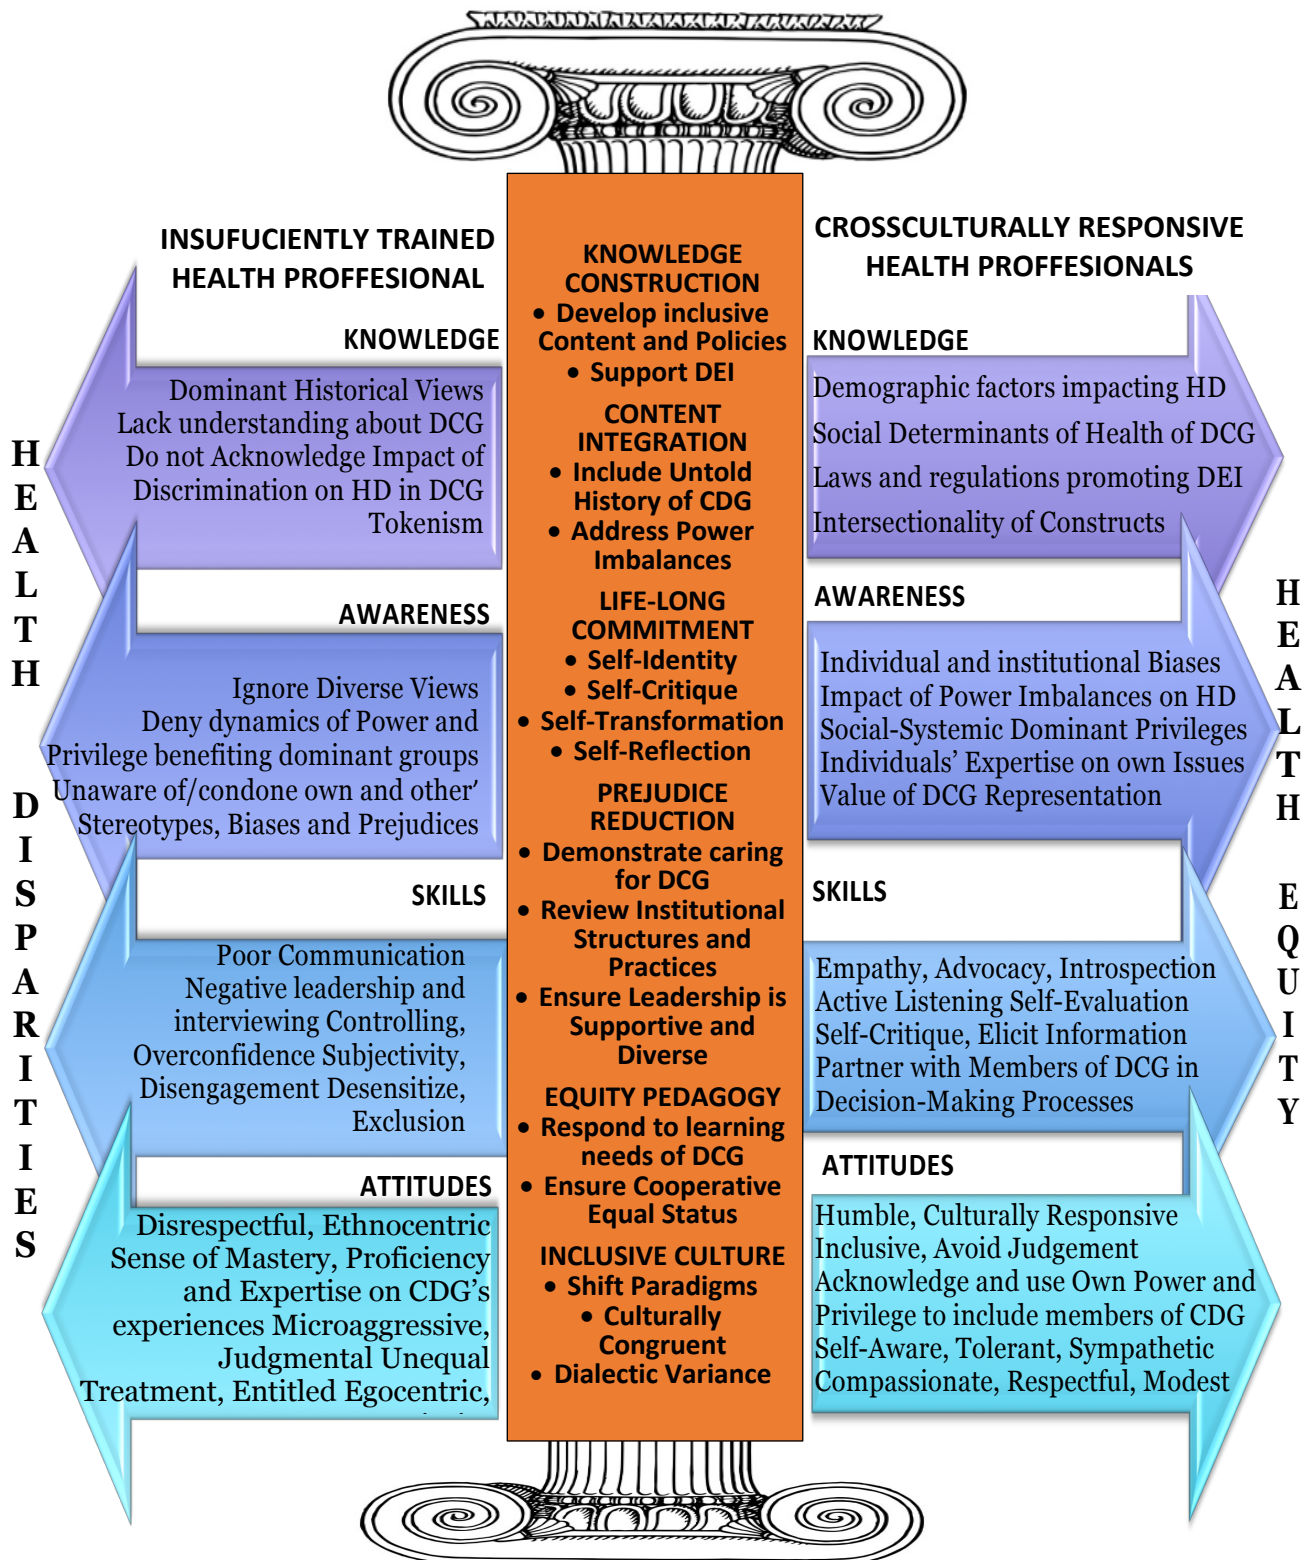 INSUFUCIENTLY TRAINED
HEALTH PROFFESIONAL
KNOWLEDGE
Dominant Historical Views
Lack understanding about DCG
Do not Acknowledge Impact of
Discrimination on HD in DCG
Tokenism
AWARENESS
Ignore Diverse Views
Deny dynamics of Power and
Privilege benefiting dominant groups
Unaware of/condone own and other’
Stereotypes, Biases and Prejudices
SKILLS
Poor Communication
Negative leadership and
interviewing Controlling,
Overconfidence Subjectivity,
Disengagement Desensitize,
Exclusion
ATTITUDES
Disrespectful, Ethnocentric
Sense of Mastery, Proficiency
and Expertise on CDG’s
experiences Microaggressive,
Judgmental Unequal
Treatment, Entitled Egocentric,
HEALTH DISPARITIES
KNOWLEDGE
CONSTRUCTION
• Develop inclusive
Content and Policies
• Support DEI
CONTENT
INTEGRATION
• Include Untold
History of CDG
• Address Power
Imbalances
LIFE-LONG
COMMITMENT
• Self-Identity
• Self-Critique
• Self-Transformation
• Self-Reflection
PREJUDICE
REDUCTION
• Demonstrate caring
for DCG
• Review Institutional
Structures and
Practices
• Ensure Leadership is
Supportive and
Diverse
EQUITY PEDAGOGY
• Respond to learning
needs of DCG
• Ensure Cooperative
Equal Status
INCLUSIVE CULTURE
• Shift Paradigms
• Culturally
Congruent
• Dialectic Variance
CROSSCULTURALLY RESPONSIVE
HEALTH PROFFESIONALS
KNOWLEDGE
Demographic factors impacting HD
Social Determinants of Health of DCG
Laws and regulations promoting DEI
Intersectionality of Constructs
AWARENESS
Individual and institutional Biases
Impact of Power Imbalances on HD
Social-Systemic Dominant Privileges
Individuals’ Expertise on own Issues
Value of DCG Representation
SKILLS
Empathy, Advocacy, Introspection
Active Listening Self-Evaluation
Self-Critique, Elicit Information
Partner with Members of DCG in
Decision-Making Processes
ATTITUDES
Humble, Culturally Responsive
Inclusive, Avoid Judgement
Acknowledge and use Own Power and
Privilege to include members of CDG
Self-Aware, Tolerant, Sympathetic
Compassionate, Respectful, Modest
HEALTH EQUITY